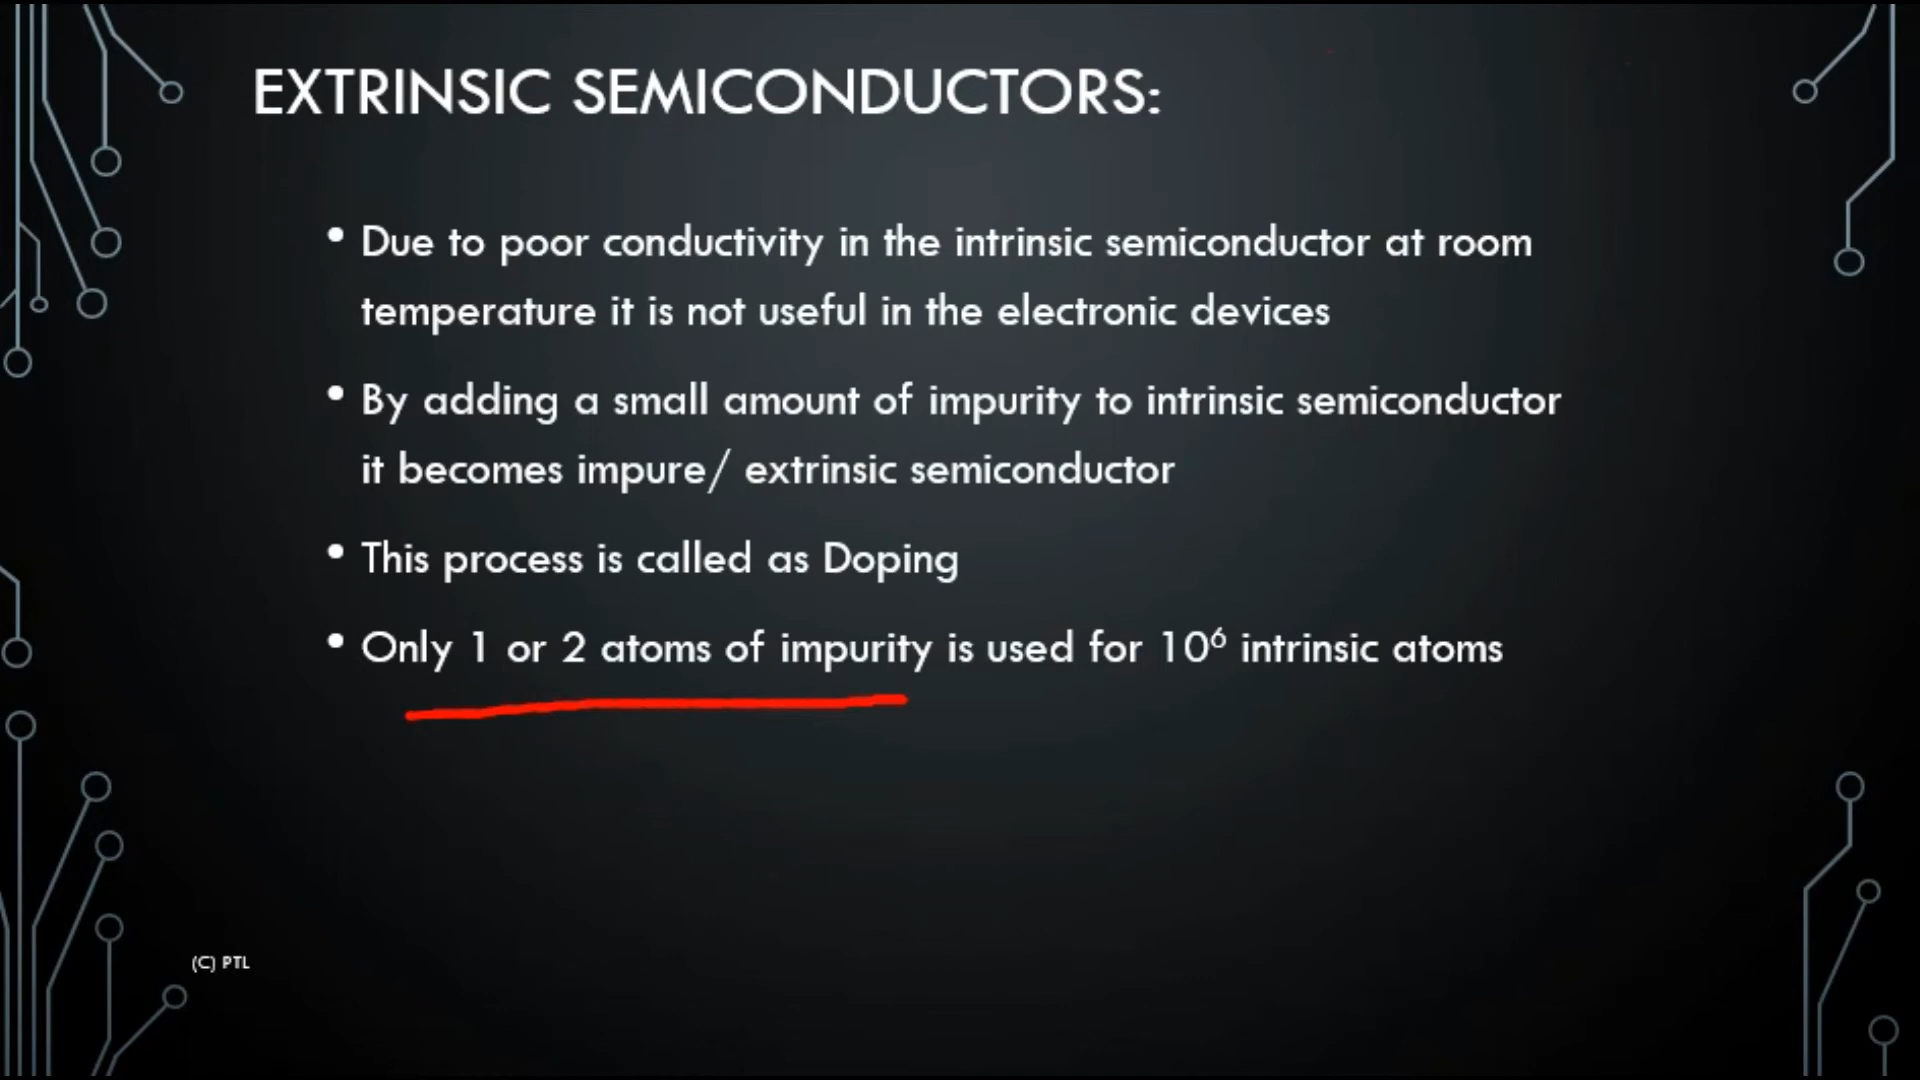 EXTRINSIC SEMICONDUCTORS:
• Due to poor conductivity in the intrinsic semiconductor at room
temperature it is not useful in the electronic devices
• By adding a small amount of impurity to intrinsic semiconductor
it becomes impure/ extrinsic semiconductor
• This process is called as Doping
• Only 1 or 2 atoms of impurity is used for 10⁶ intrinsic atoms
(C) PTL